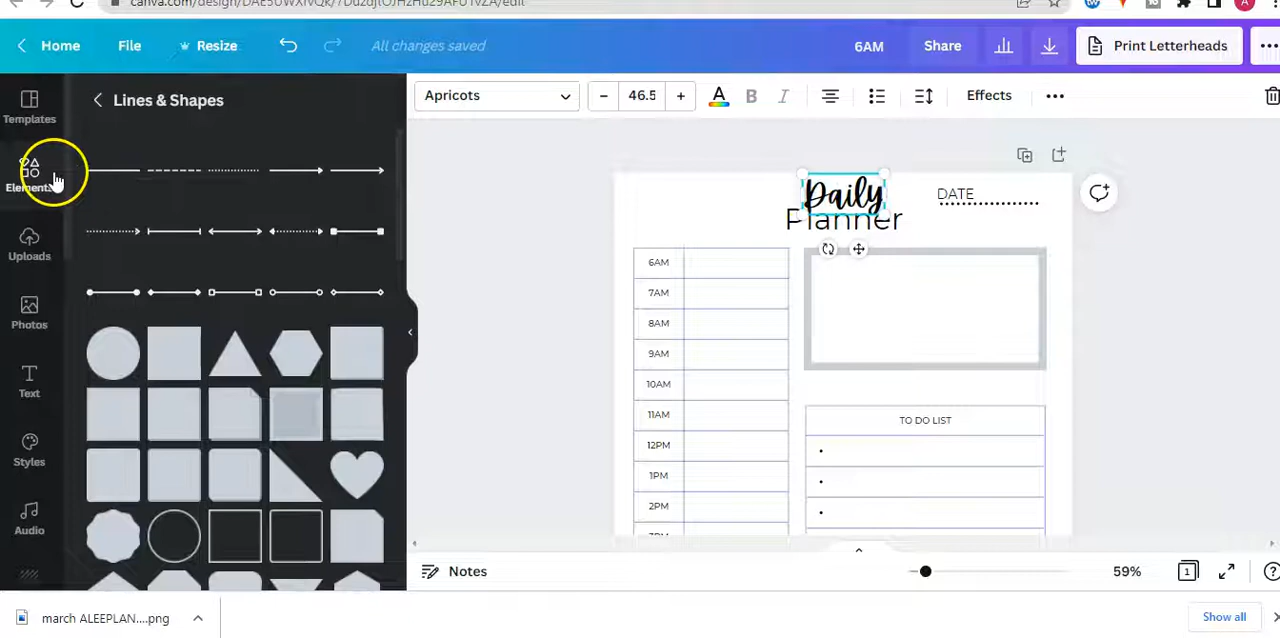 Home File Resize All changes saved 6AM Share Print Letterheads
Templates
Elements
Uploads
Photos
Text
Styles
Audio
Lines & Shapes
Apricots 46.5 A B I Effects
Daily
Planner
DATE
6AM
7AM
8AM
9AM
10AM
11AM
12PM
1PM
2PM
TO DO LIST
Notes 59% 1 ?
march ALEEPLAN....png Show all